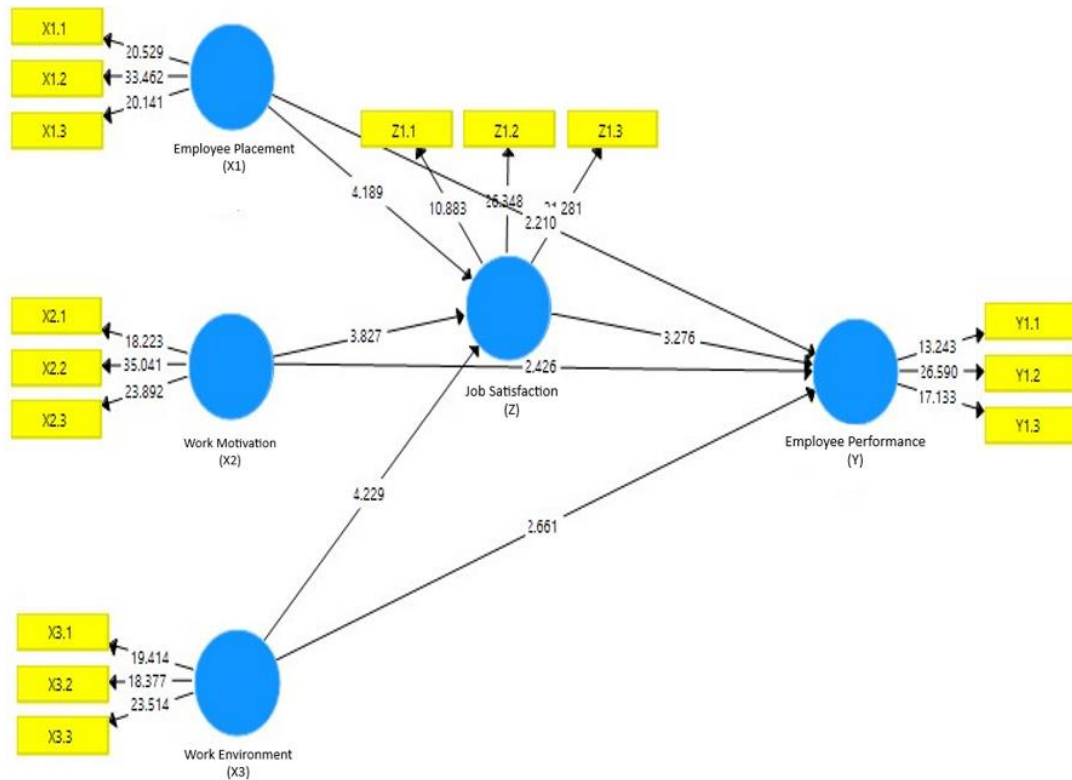 X1.1
20.529
X1.2
33.462
X1.3
20.141
Employee Placement
(X1)
Z1.1
Z1.2
Z1.3
4.189
10.883
26.348
2.210
X2.1
18.223
X2.2
35.041
X2.3
23.892
Work Motivation
(X2)
3.827
2.426
Job Satisfaction
(Z)
3.276
13.243
Y1.1
26.590
Y1.2
17.133
Y1.3
Employee Performance
(Y)
4.229
2.661
X3.1
19.414
X3.2
18.377
X3.3
23.514
Work Environment
(X3)